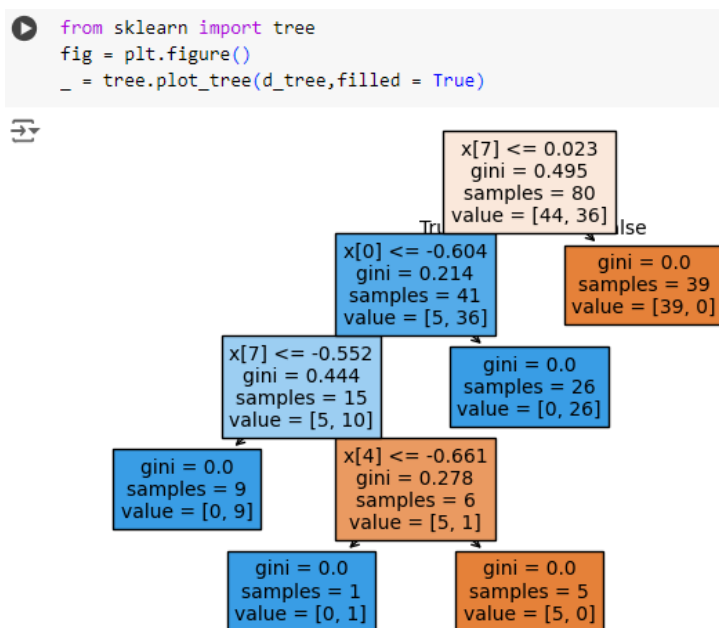 from sklearn import tree
fig = plt.figure()
_ = tree.plot_tree(d_tree,filled = True)
x[7] <= 0.023
gini = 0.495
samples = 80
value = [44, 36]
Tru
lse
x[0] <= -0.604
gini = 0.214
samples = 41
value = [5, 36]
gini = 0.0
samples = 39
value = [39, 0]
x[7] <= -0.552
gini = 0.444
samples = 15
value = [5, 10]
gini = 0.0
samples = 26
value = [0, 26]
gini = 0.0
samples = 9
value = [0, 9]
x[4] <= -0.661
gini = 0.278
samples = 6
value = [5, 1]
gini = 0.0
samples = 1
value = [0, 1]
gini = 0.0
samples = 5
value = [5, 0]